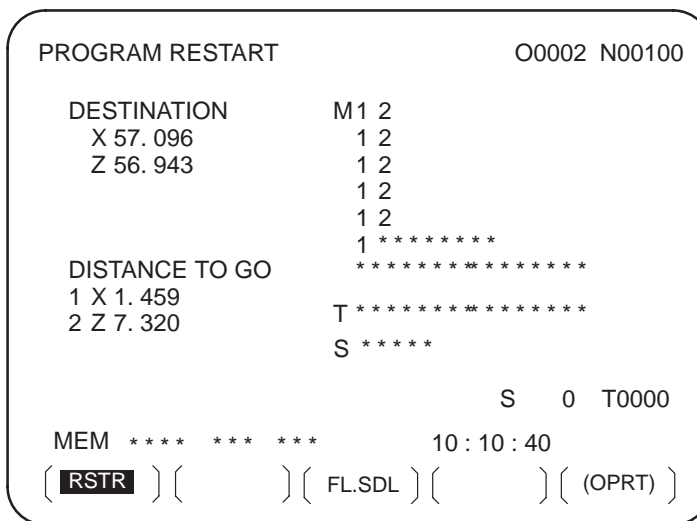 PROGRAM RESTART O0002 N00100
DESTINATION M 1 2
X 57. 096 1 2
Z 56. 943 1 2
1 2
1 2
1 * * * * * * * *
DISTANCE TO GO * * * * * * * * * * * * * * * *
1 X 1. 459
2 Z 7. 320 T * * * * * * * * * * * * * * * *
S * * * * *
S 0 T0000
MEM * * * * * * * * * * 10 : 10 : 40
[ RSTR ] [ ] [ FL.SDL ] [ ] [ (OPRT) ]